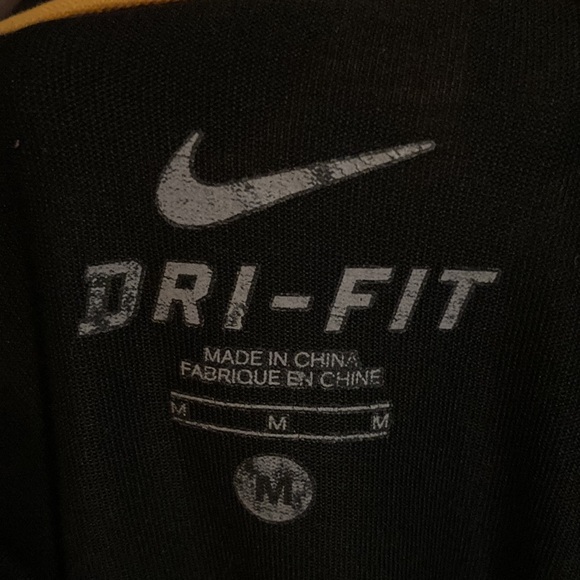 DRI-FIT
MADE IN CHINA
FABRIQUE EN CHINE
M M M
M